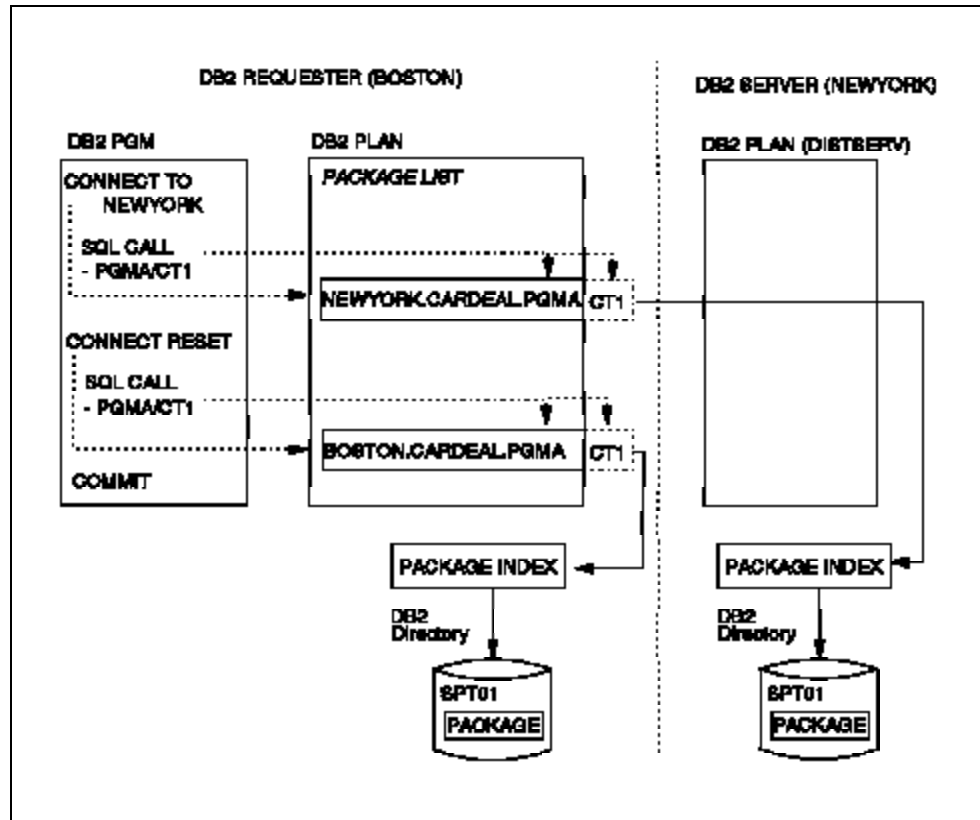 DB2 REQUESTER (BOSTON)
DB2 SERVER (NEWYORK)
DB2 PGM
DB2 PLAN
DB2 PLAN (DISTSERV)
CONNECT TO
NEWYORK
SQL CALL
- PGMA/CT1
CONNECT RESET
SQL CALL
- PGMA/CT1
COMMIT
PACKAGE LIST
NEWYORK.CARDEAL.PGMA
CT1
BOSTON.CARDEAL.PGMA
CT1
PACKAGE INDEX
DB2
Directory
SPT01
PACKAGE
PACKAGE INDEX
DB2
Directory
SPT01
PACKAGE